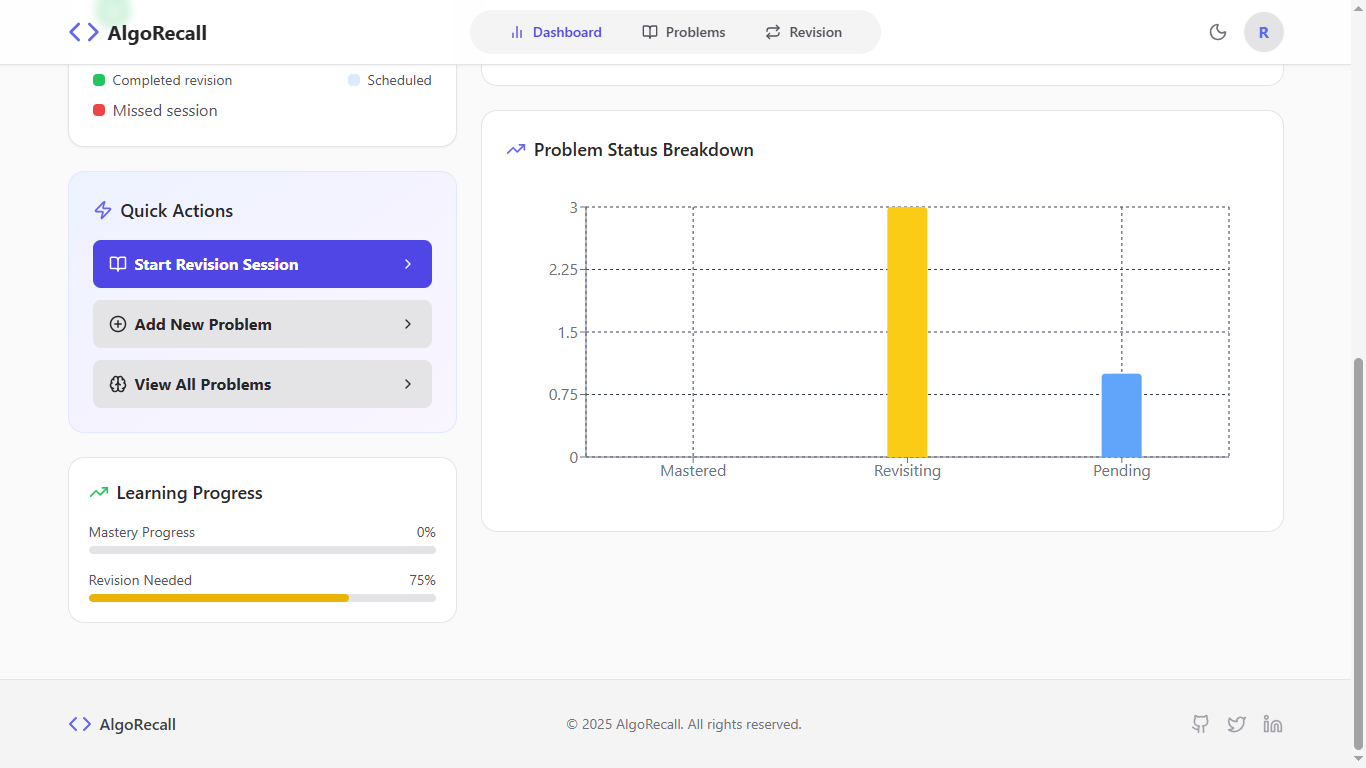 AlgoRecall
Dashboard Problems Revision
R
Completed revision Scheduled
Missed session
Quick Actions
Start Revision Session
Add New Problem
View All Problems
Learning Progress
Mastery Progress 0%
Revision Needed 75%
Problem Status Breakdown
3
2.25
1.5
0.75
0
Mastered Revisiting Pending
AlgoRecall
© 2025 AlgoRecall. All rights reserved.